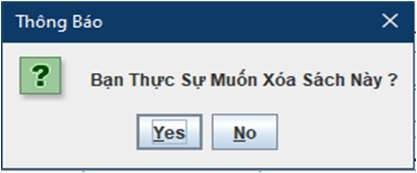 Thông Báo
Bạn Thực Sự Muốn Xóa Sách Này ?
Yes No